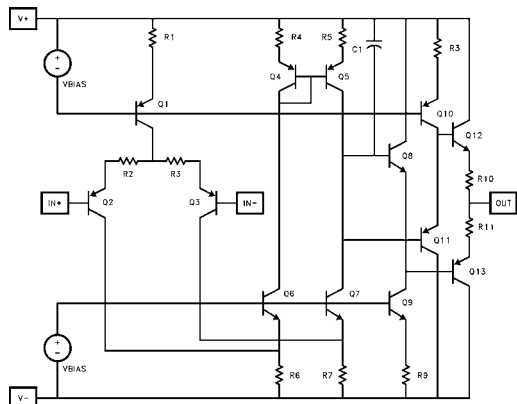 V+
R1
R4
R5
C1
R3
+
−
VBIAS
Q4
Q5
Q1
Q10
Q12
Q8
R2
R3
R10
IN+
Q2
Q3
IN-
OUT
R11
Q11
Q13
Q6
Q7
Q9
+
−
VBIAS
R6
R7
R9
V-